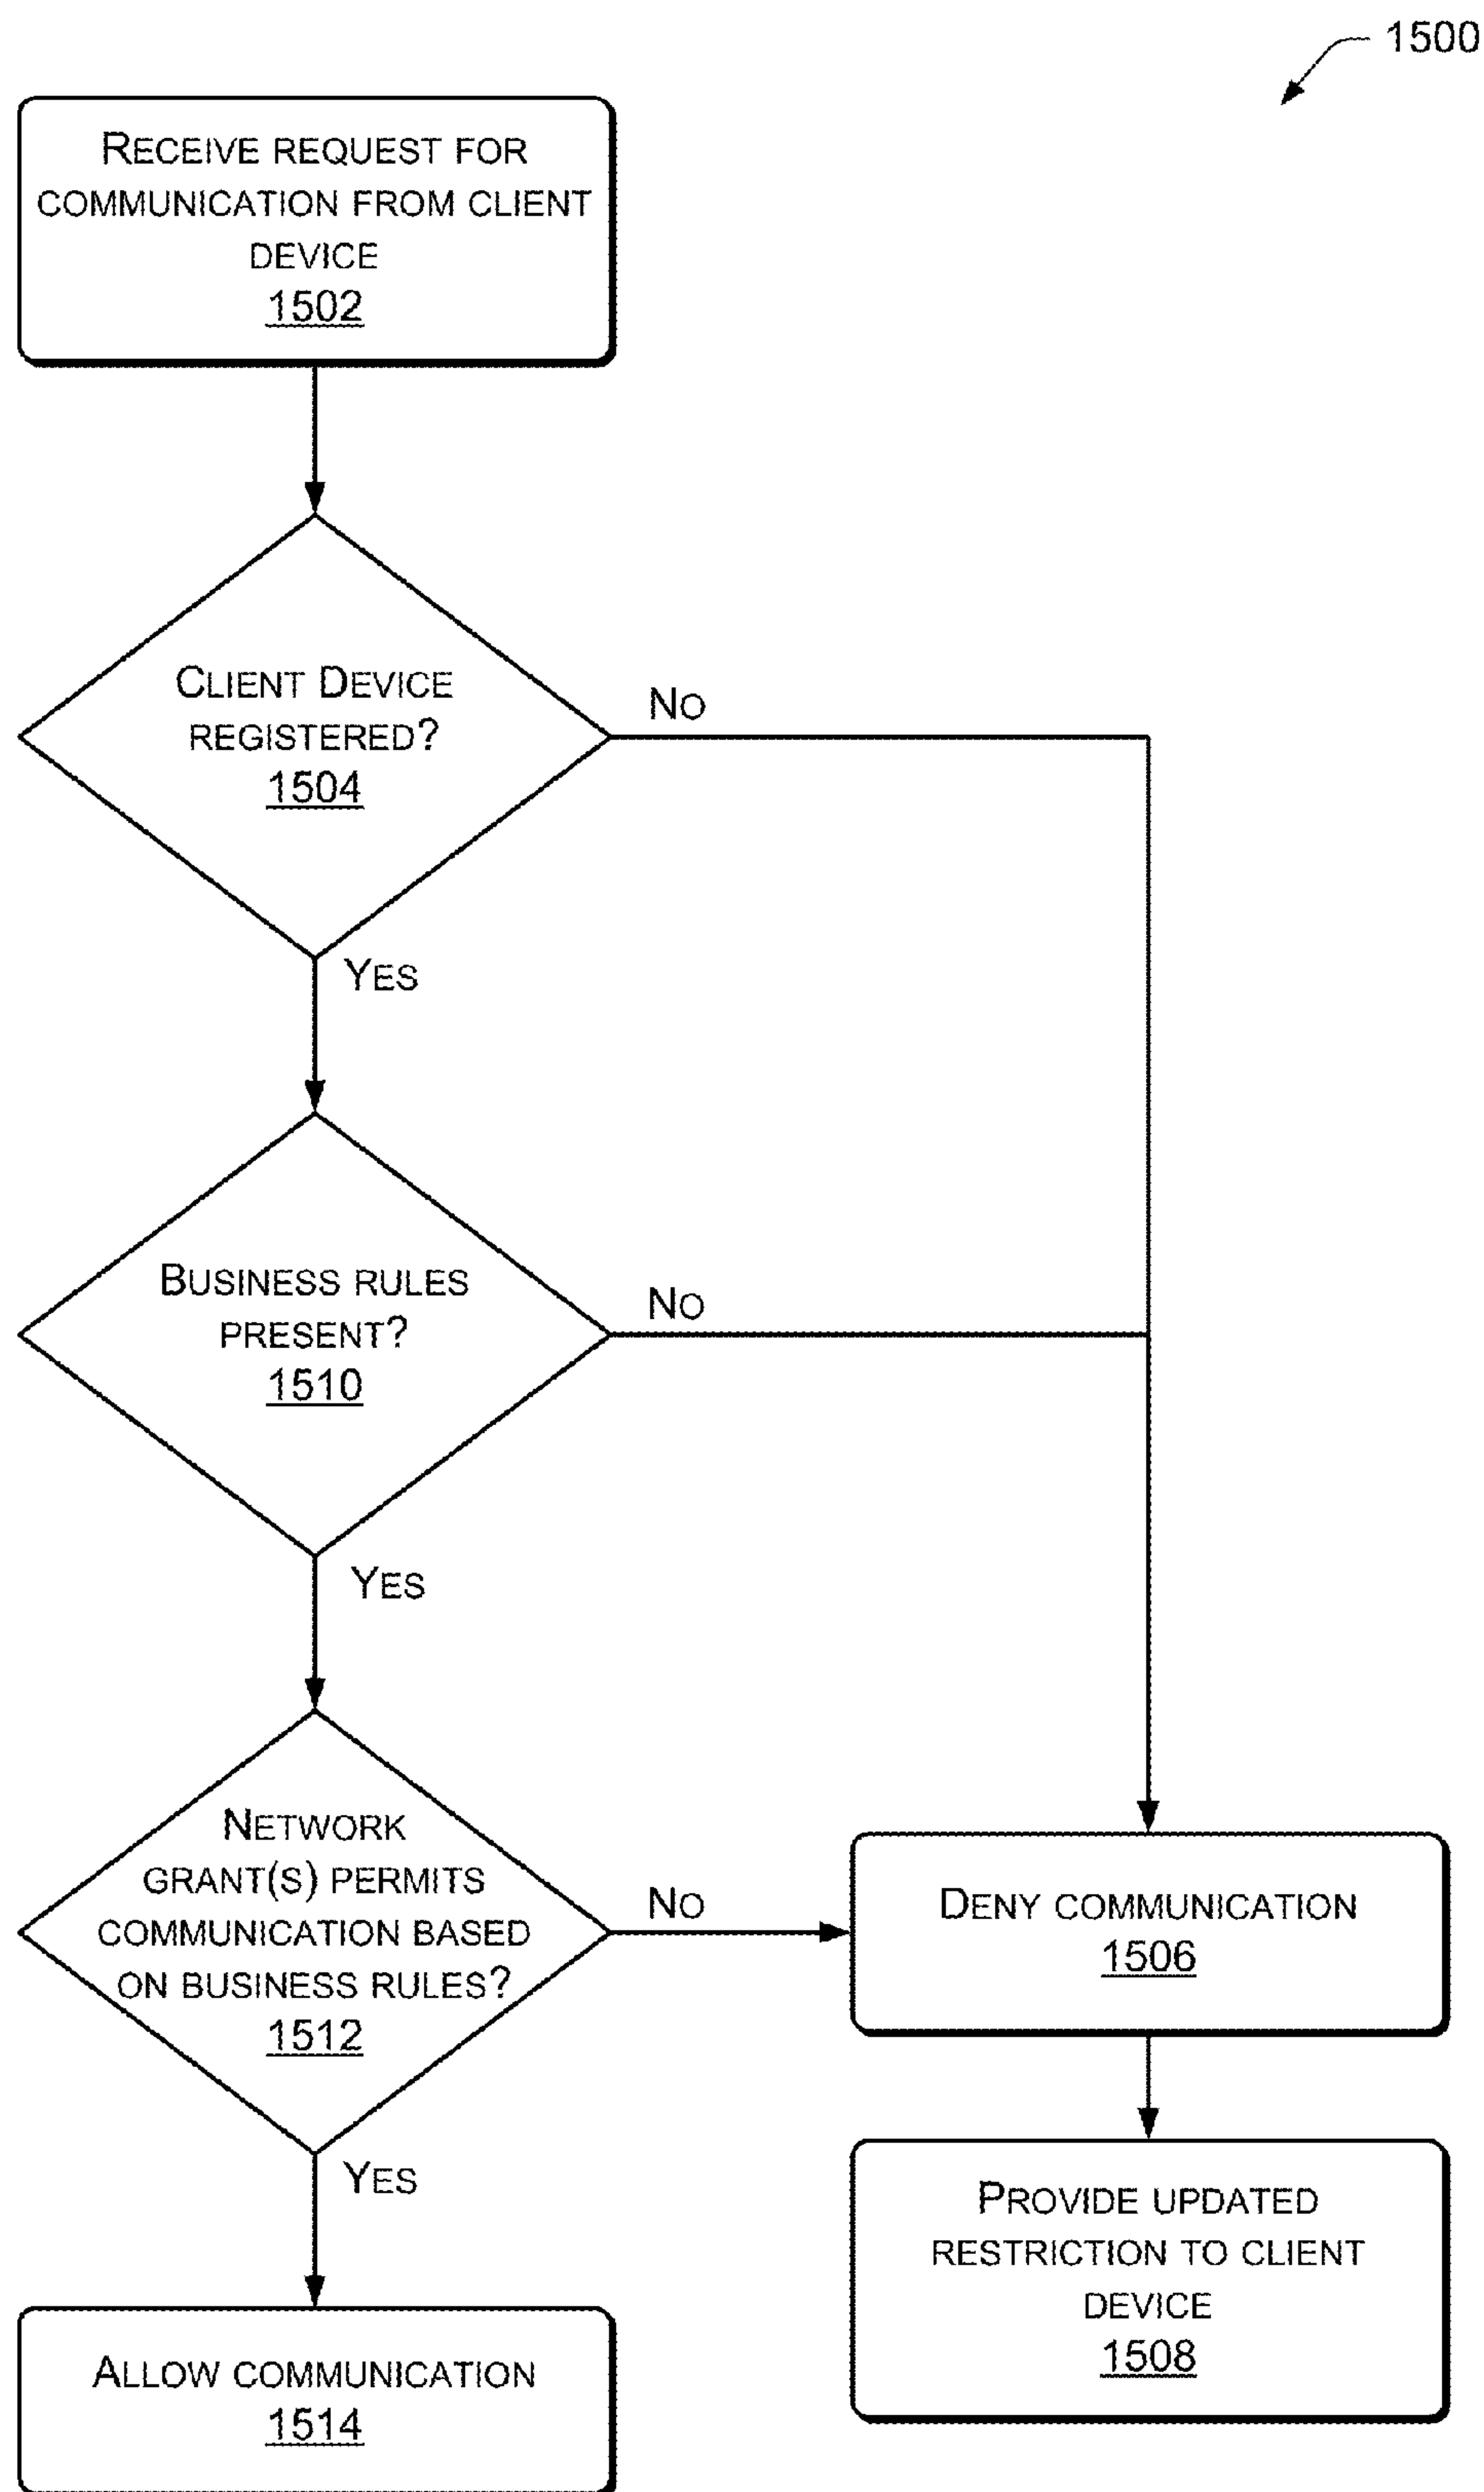 1500
RECEIVE REQUEST FOR
COMMUNICATION FROM CLIENT
DEVICE
1502
CLIENT DEVICE
REGISTERED?
1504
NO
YES
BUSINESS RULES
PRESENT?
1510
NO
YES
NETWORK
GRANT(S) PERMITS
COMMUNICATION BASED
ON BUSINESS RULES?
1512
NO
YES
DENY COMMUNICATION
1506
PROVIDE UPDATED
RESTRICTION TO CLIENT
DEVICE
1508
ALLOW COMMUNICATION
1514